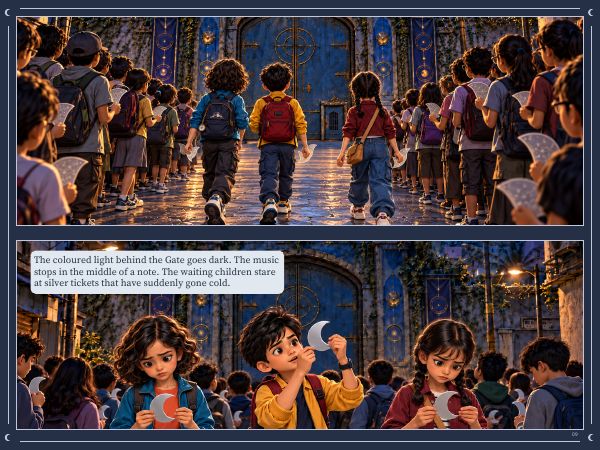 The coloured light behind the Gate goes dark. The music
stops in the middle of a note. The waiting children stare
at silver tickets that have suddenly gone cold.
09